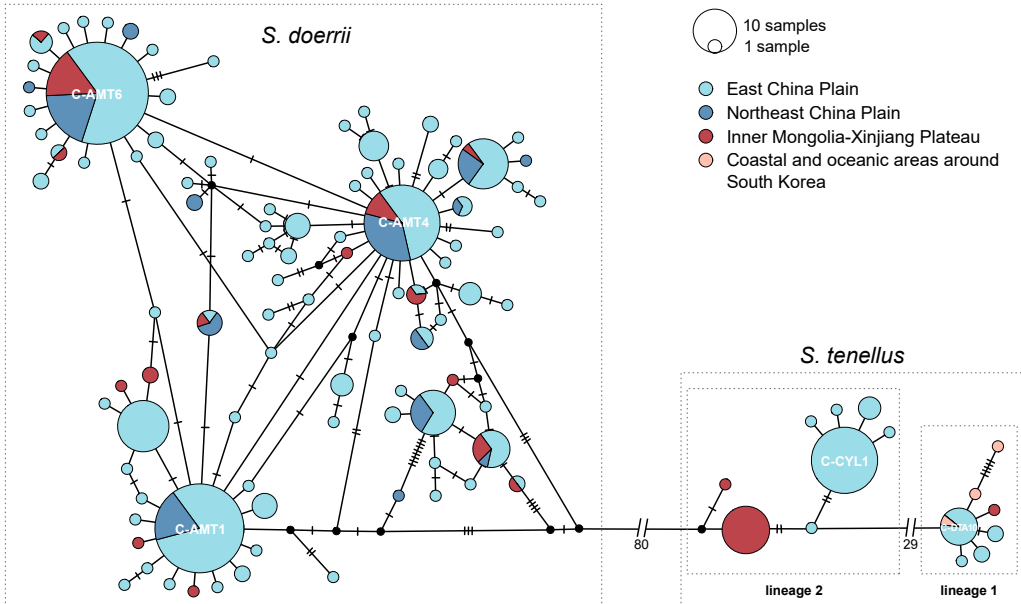 S. doerrii
10 samples
1 sample
East China Plain
Northeast China Plain
Inner Mongolia-Xinjiang Plateau
Coastal and oceanic areas around
South Korea
C-AMT6
C-AMT4
S. tenellus
C-CYL1
C-AMT1
80
29
lineage 2
lineage 1